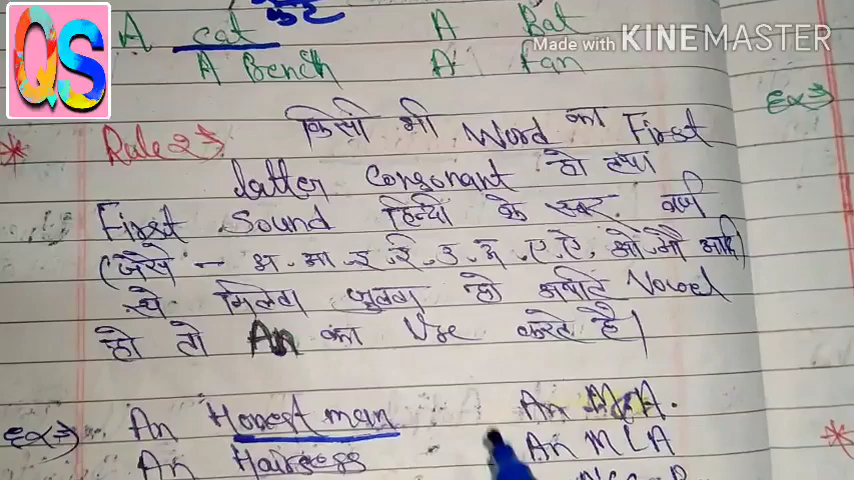 QS
Made with KINEMASTER
A cat A Bat
A Bench A Fan
Ex⇒
* Rule 2⇒ किसी भी Word का First
latter Consonant हो तथा
First Sound हिन्दी के स्वर वर्ण
(जैसे - अ आ इ ई उ ऊ ए ऐ, ओ औ आदि)
से मिलता जुलता हो अर्थात Vowel
हो तो An का Use करते है।
Ex⇒ An Honest man An M.A.
An Hairess An MLA